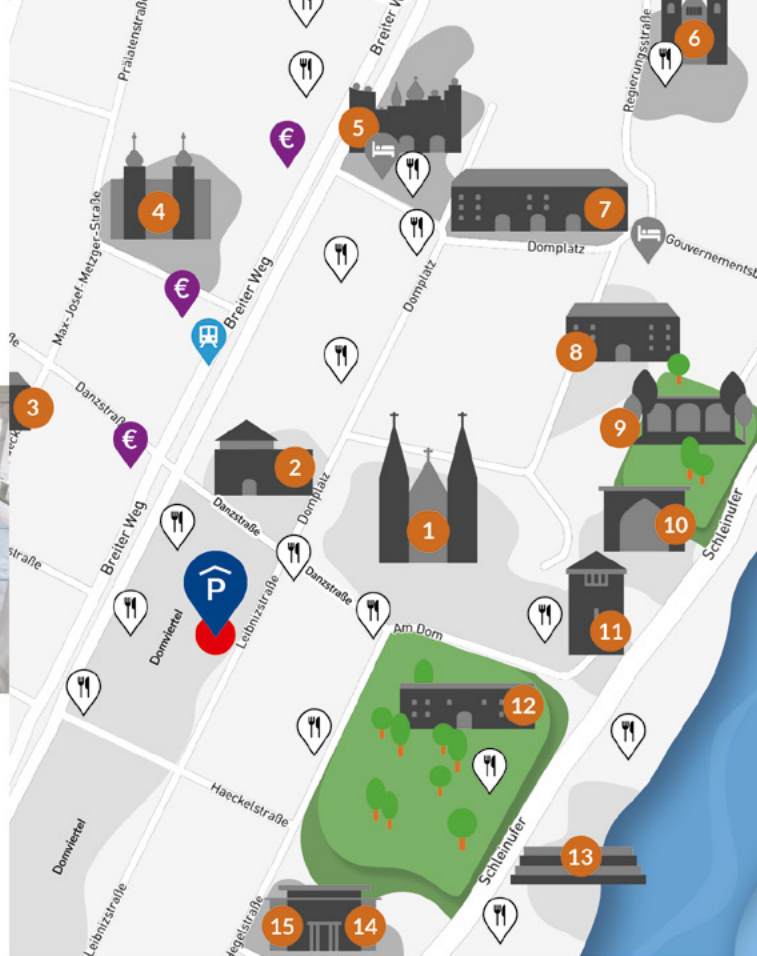 Prälatenstraße
Breiter Weg
Regierungsstraße
6
€
5
4
7
Domplatz
Gouvernementsb
Max-Josef-Metzger-Straße
€
Breiter Weg
Domplatz
8
3
Danzstraße
€
9
2
Domplatz
Danzstraße
1
10
Schleinufer
Breiter Weg
straße
P
Danzstraße
Leibnizstraße
Domviertel
Am Dom
11
12
Haeckelstraße
Schleinufer
13
Domviertel
Leibnizstraße
Hegelstraße
15
14